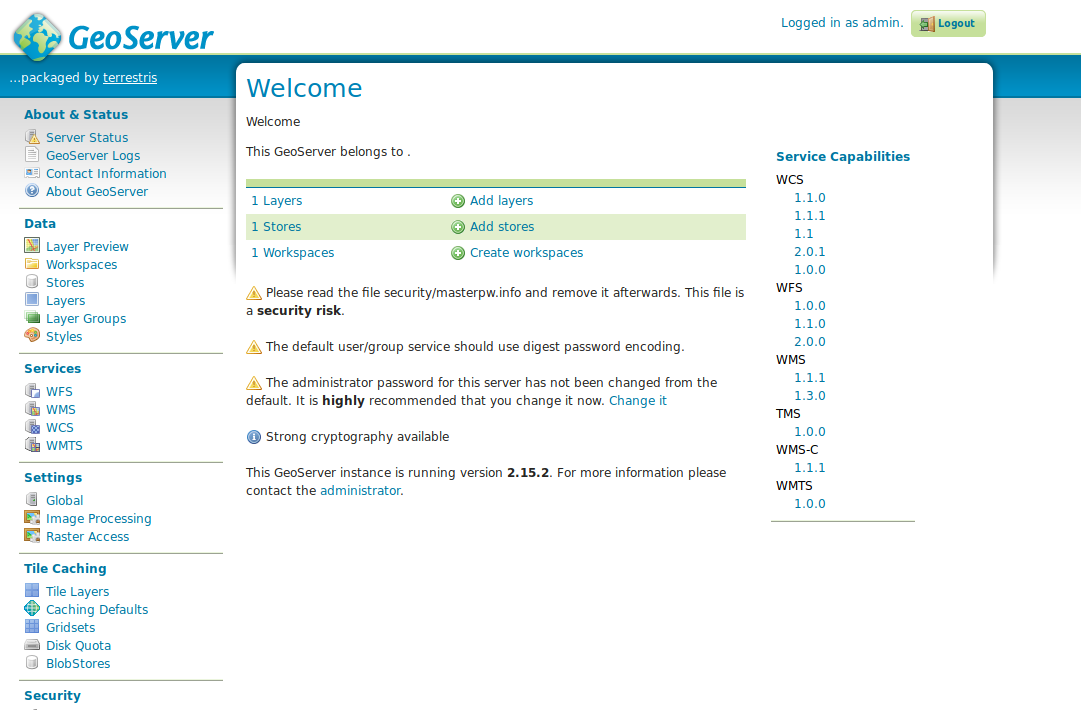 GeoServer
Logged in as admin.
Logout
...packaged by terrestris
About & Status
Server Status
GeoServer Logs
Contact Information
About GeoServer
Data
Layer Preview
Workspaces
Stores
Layers
Layer Groups
Styles
Services
WFS
WMS
WCS
WMTS
Settings
Global
Image Processing
Raster Access
Tile Caching
Tile Layers
Caching Defaults
Gridsets
Disk Quota
BlobStores
Security
Welcome
Welcome
This GeoServer belongs to .
1 Layers Add layers
1 Stores Add stores
1 Workspaces Create workspaces
Please read the file security/masterpw.info and remove it afterwards. This file is
a security risk.
The default user/group service should use digest password encoding.
The administrator password for this server has not been changed from the
default. It is highly recommended that you change it now. Change it
Strong cryptography available
This GeoServer instance is running version 2.15.2. For more information please
contact the administrator.
Service Capabilities
WCS
1.1.0
1.1.1
1.1
2.0.1
1.0.0
WFS
1.0.0
1.1.0
2.0.0
WMS
1.1.1
1.3.0
TMS
1.0.0
WMS-C
1.1.1
WMTS
1.0.0